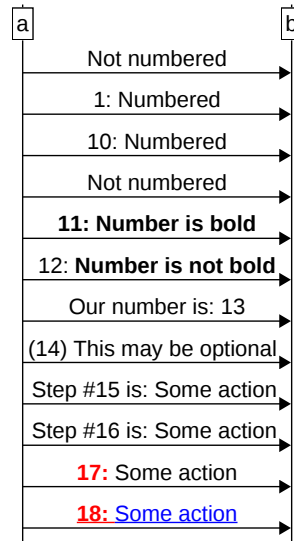 a b
Not numbered
1: Numbered
10: Numbered
Not numbered
11: Number is bold
12: Number is not bold
Our number is: 13
(14) This may be optional
Step #15 is: Some action
Step #16 is: Some action
17: Some action
18: Some action